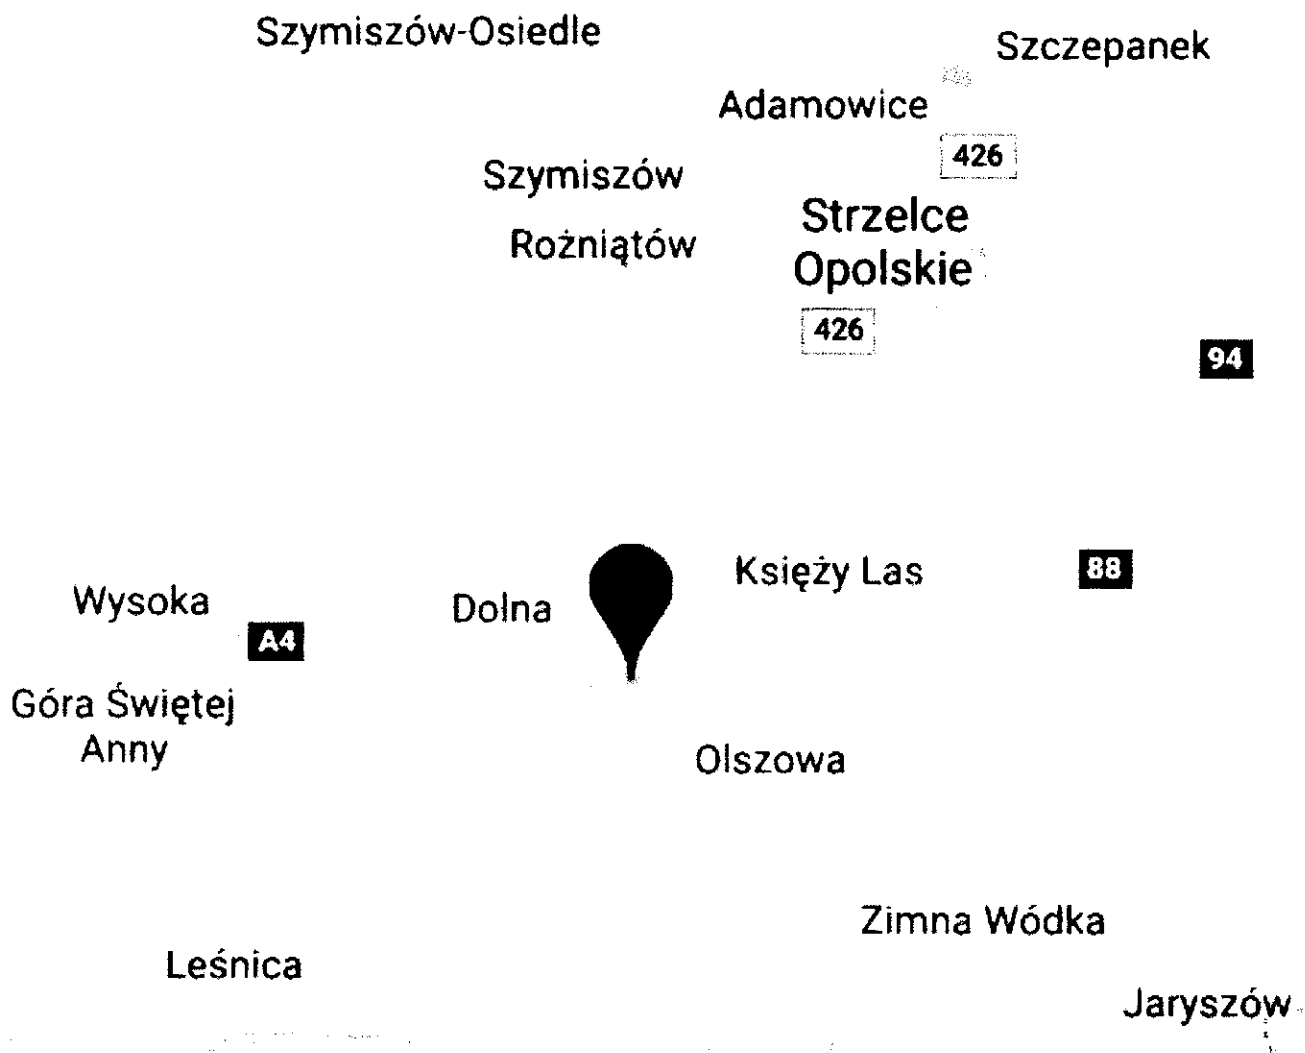 Szymiszów-Osiedle
Szczepanek
Adamowice
426
Szymiszów
Strzelce
Opolskie
Rożniątów
426
94
Księży Las
88
Wysoka
Dolna
A4
Góra Świętej
Anny
Olszowa
Zimna Wódka
Leśnica
Jaryszów